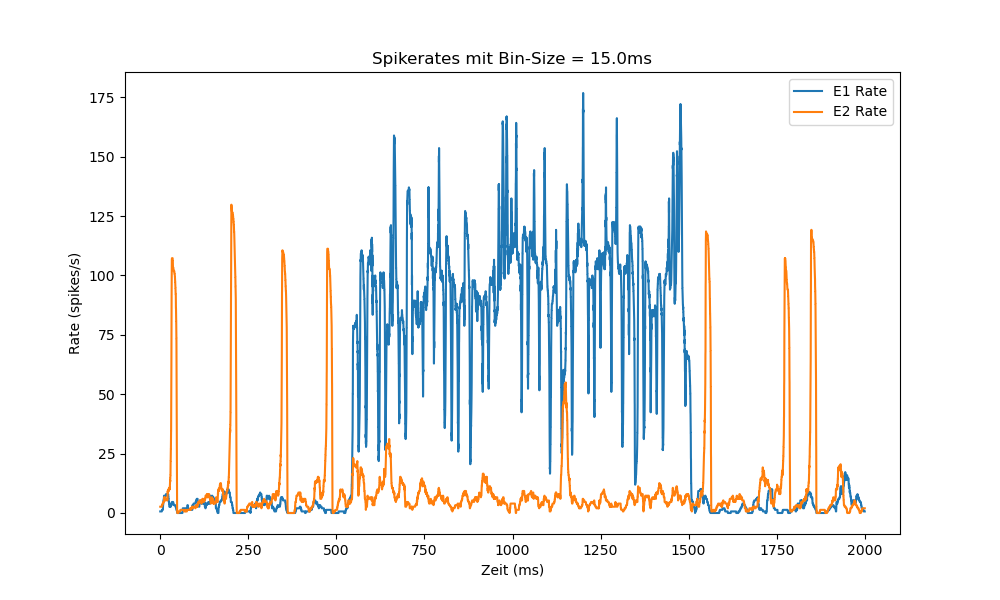 Spikerates mit Bin-Size = 15.0ms
E1 Rate
E2 Rate
Rate (spikes/s)
175
150
125
100
75
50
25
0
0 250 500 750 1000 1250 1500 1750 2000
Zeit (ms)